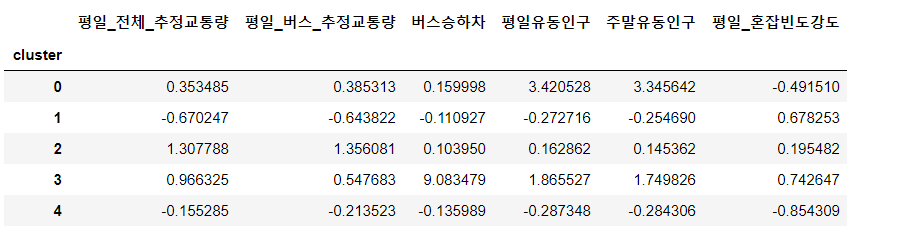 평일_전체_추정교통량 평일_버스_추정교통량 버스승하차 평일유동인구 주말유동인구 평일_혼잡빈도강도
cluster
0 0.353485 0.385313 0.159998 3.420528 3.345642 -0.491510
1 -0.670247 -0.643822 -0.110927 -0.272716 -0.254690 0.678253
2 1.307788 1.356081 0.103950 0.162862 0.145362 0.195482
3 0.966325 0.547683 9.083479 1.865527 1.749826 0.742647
4 -0.155285 -0.213523 -0.135989 -0.287348 -0.284306 -0.854309